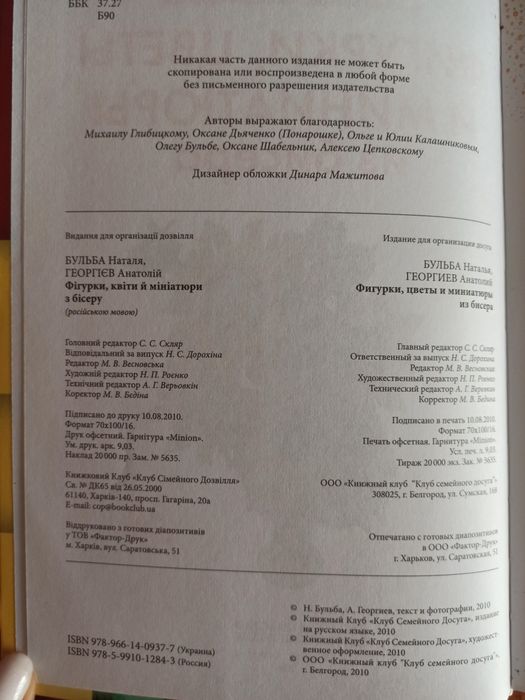 ББК 37.27
Б90
Никакая часть данного издания не может быть
скопирована или воспроизведена в любой форме
без письменного разрешения издательства
Авторы выражают благодарность:
Михаилу Глибицкому, Оксане Дьяченко (Понарошке), Ольге и Юлии Калашниковым,
Олегу Бульбе, Оксане Шабельник, Алексею Цепковскому
Дизайнер обложки Динара Мажитова
Видання для організації дозвілля
БУЛЬБА Наталя,
ГЕОРГІЄВ Анатолій
Фігурки, квіти й мініатюри
з бісеру
(російською мовою)
Головний редактор С. С. Скляр
Відповідальний за випуск Н. С. Дорохіна
Редактор М. В. Весновська
Художній редактор Н. П. Роєнко
Технічний редактор А. Г. Верьовкін
Коректор М. В. Бєдіна
Підписано до друку 10.08.2010.
Формат 70х100/16.
Друк офсетний. Гарнітура «Minion».
Ум. друк. арк. 9,03.
Наклад 20000 пр. Зам. № 5635.
Книжковий Клуб «Клуб Сімейного Дозвілля»
Св. № ДК65 від 26.05.2000
61140, Харків-140, просп. Гагаріна, 20а
E-mail: cop@bookclub.ua
Віддруковано з готових діапозитивів
у ТОВ «Фактор-Друк»
м. Харків, вул. Саратовська, 51
Издание для организации досуга
БУЛЬБА Наталья,
ГЕОРГИЕВ Анатолий
Фигурки, цветы и миниатюры
из бисера
Главный редактор С. С. Скляр
Ответственный за выпуск Н. С. Дорохина
Редактор М. В. Весновская
Художественный редактор Н. П. Роенко
Технический редактор А. Г. Веревкин
Корректор М. В. Бедина
Подписано в печать 10.08.2010.
Формат 70х100/16.
Печать офсетная. Гарнитура «Minion».
Усл. печ. л. 9,03.
Тираж 20000 экз. Зак. № 5635.
ООО «Книжный клуб "Клуб семейного досуга"»
308025, г. Белгород, ул. Сумская, 168
Отпечатано с готовых диапозитивов
в ООО «Фактор-Друк»
г. Харьков, ул. Саратовская, 51
ISBN 978-966-14-0937-7 (Украина)
ISBN 978-5-9910-1284-3 (Россия)
© Н. Бульба, А. Георгиев, текст и фотографии, 2010
© Книжный Клуб «Клуб Семейного Досуга», издание
на русском языке, 2010
© Книжный Клуб «Клуб Семейного Досуга», художест-
венное оформление, 2010
© ООО «Книжный клуб "Клуб семейного досуга"»,
г. Белгород, 2010